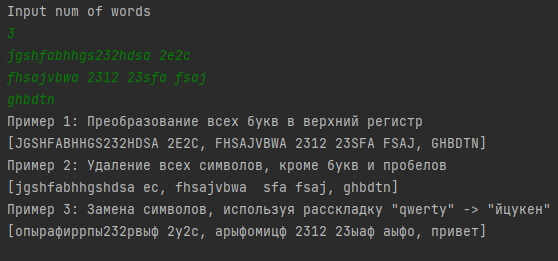 Input num of words
3
jgshfabhhgs232hdsa 2e2c
fhsajvbwa 2312 23sfa fsaj
ghbdtn
Пример 1: Преобразование всех букв в верхний регистр
[JGSHFABHHGS232HDSA 2E2C, FHSAJVBWA 2312 23SFA FSAJ, GHBDTN]
Пример 2: Удаление всех символов, кроме букв и пробелов
[jgshfabhhgshdsa ec, fhsajvbwa  sfa fsaj, ghbdtn]
Пример 3: Замена символов, используя расскладку "qwerty" -> "йцукен"
[опырафиррпы232рвыф 2у2с, арыфомицф 2312 23ыаф аыфо, привет]